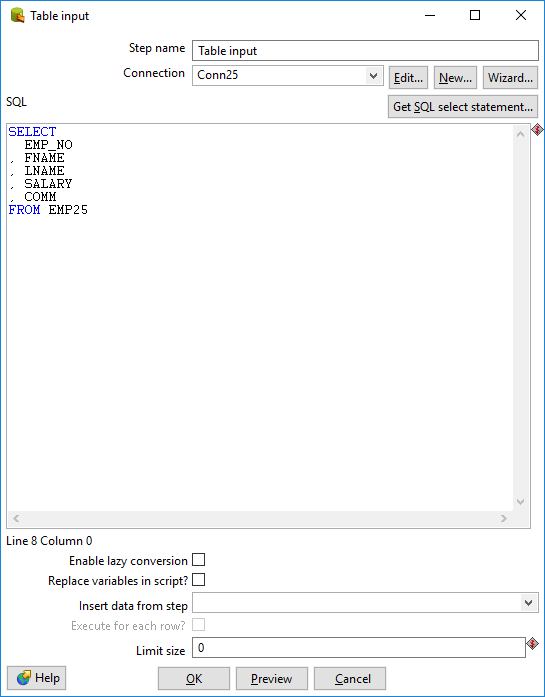 Table input
Step name Table input
Connection Conn25 Edit... New... Wizard...
SQL Get SQL select statement...
SELECT
EMP_NO
, FNAME
, LNAME
, SALARY
, COMM
FROM EMP25
Line 8 Column 0
Enable lazy conversion
Replace variables in script?
Insert data from step
Execute for each row?
Limit size 0
Help OK Preview Cancel